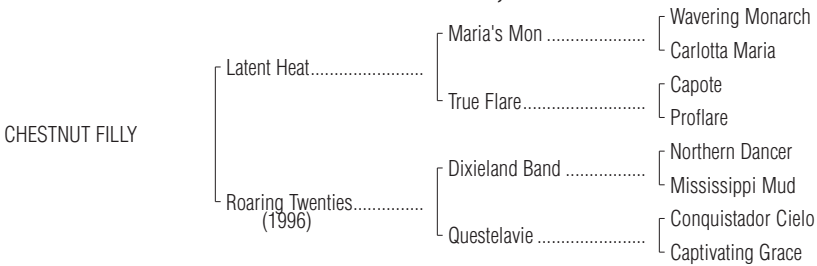 Wavering Monarch
Maria's Mon .....................
Carlotta Maria
Latent Heat........................
Capote
True Flare..........................
Proflare
CHESTNUT FILLY
Northern Dancer
Dixieland Band .................
Mississippi Mud
Roaring Twenties...............
(1996)
Conquistador Cielo
Questelavie .......................
Captivating Grace